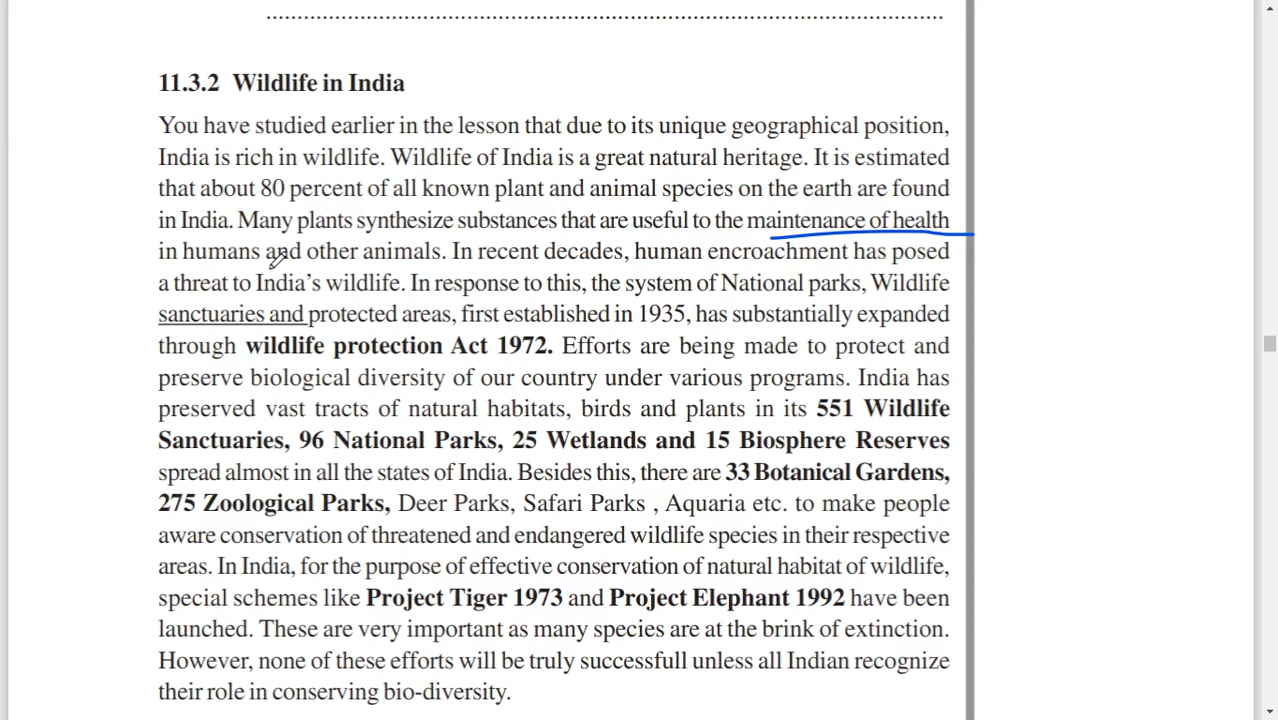 ................................................................................................
11.3.2 Wildlife in India
You have studied earlier in the lesson that due to its unique geographical position,
India is rich in wildlife. Wildlife of India is a great natural heritage. It is estimated
that about 80 percent of all known plant and animal species on the earth are found
in India. Many plants synthesize substances that are useful to the maintenance of health
in humans and other animals. In recent decades, human encroachment has posed
a threat to India’s wildlife. In response to this, the system of National parks, Wildlife
sanctuaries and protected areas, first established in 1935, has substantially expanded
through wildlife protection Act 1972. Efforts are being made to protect and
preserve biological diversity of our country under various programs. India has
preserved vast tracts of natural habitats, birds and plants in its 551 Wildlife
Sanctuaries, 96 National Parks, 25 Wetlands and 15 Biosphere Reserves
spread almost in all the states of India. Besides this, there are 33 Botanical Gardens,
275 Zoological Parks, Deer Parks, Safari Parks , Aquaria etc. to make people
aware conservation of threatened and endangered wildlife species in their respective
areas. In India, for the purpose of effective conservation of natural habitat of wildlife,
special schemes like Project Tiger 1973 and Project Elephant 1992 have been
launched. These are very important as many species are at the brink of extinction.
However, none of these efforts will be truly successfull unless all Indian recognize
their role in conserving bio-diversity.